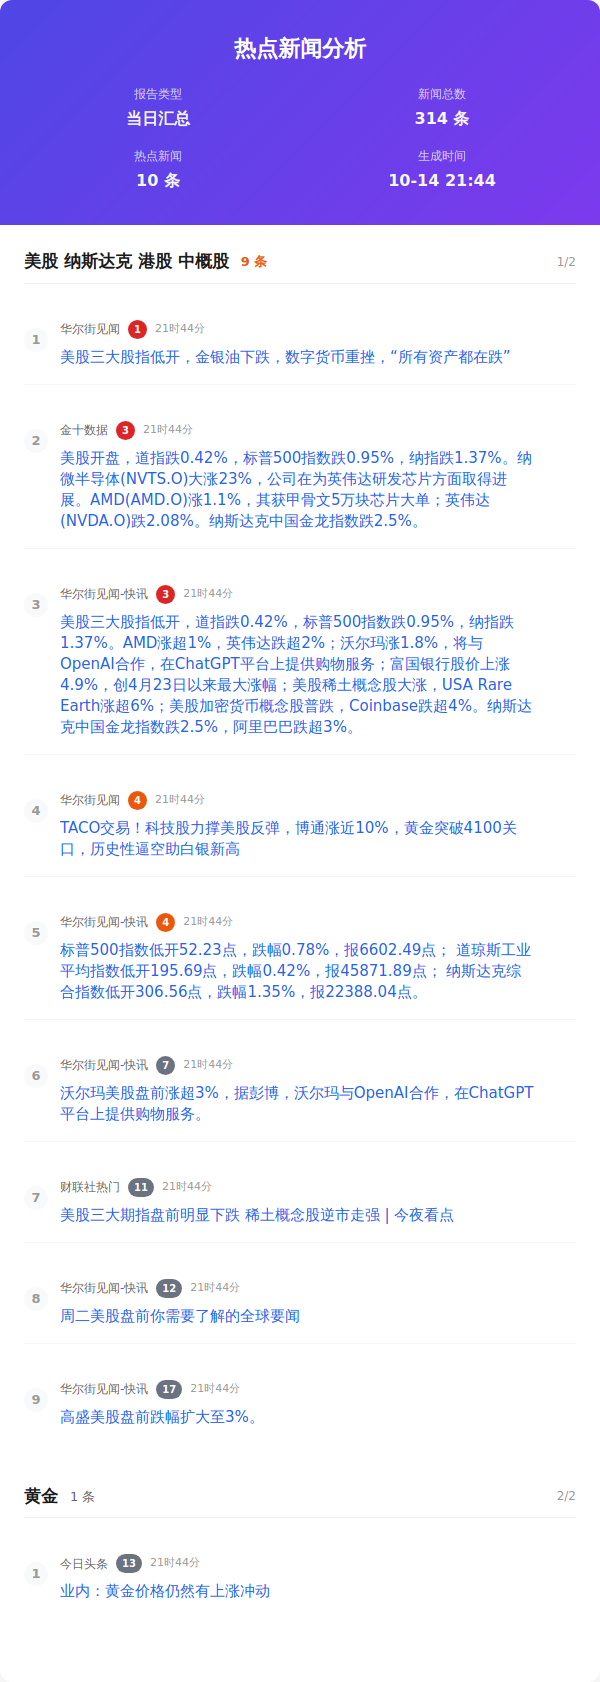 热点新闻分析
报告类型
当日汇总
新闻总数
314 条
热点新闻
10 条
生成时间
10-14 21:44
美股 纳斯达克 港股 中概股 9 条 1/2
1 华尔街见闻 1 21时44分
美股三大股指低开，金银油下跌，数字货币重挫，“所有资产都在跌”
2 金十数据 3 21时44分
美股开盘，道指跌0.42%，标普500指数跌0.95%，纳指跌1.37%。纳
微半导体(NVTS.O)大涨23%，公司在为英伟达研发芯片方面取得进
展。AMD(AMD.O)涨1.1%，其获甲骨文5万块芯片大单；英伟达
(NVDA.O)跌2.08%。纳斯达克中国金龙指数跌2.5%。
3 华尔街见闻-快讯 3 21时44分
美股三大股指低开，道指跌0.42%，标普500指数跌0.95%，纳指跌
1.37%。AMD涨超1%，英伟达跌超2%；沃尔玛涨1.8%，将与
OpenAI合作，在ChatGPT平台上提供购物服务；富国银行股价上涨
4.9%，创4月23日以来最大涨幅；美股稀土概念股大涨，USA Rare
Earth涨超6%；美股加密货币概念股普跌，Coinbase跌超4%。纳斯达
克中国金龙指数跌2.5%，阿里巴巴跌超3%。
4 华尔街见闻 4 21时44分
TACO交易！科技股力撑美股反弹，博通涨近10%，黄金突破4100关
口，历史性逼空助白银新高
5 华尔街见闻-快讯 4 21时44分
标普500指数低开52.23点，跌幅0.78%，报6602.49点； 道琼斯工业
平均指数低开195.69点，跌幅0.42%，报45871.89点； 纳斯达克综
合指数低开306.56点，跌幅1.35%，报22388.04点。
6 华尔街见闻-快讯 7 21时44分
沃尔玛美股盘前涨超3%，据彭博，沃尔玛与OpenAI合作，在ChatGPT
平台上提供购物服务。
7 财联社热门 11 21时44分
美股三大期指盘前明显下跌 稀土概念股逆市走强 | 今夜看点
8 华尔街见闻-快讯 12 21时44分
周二美股盘前你需要了解的全球要闻
9 华尔街见闻-快讯 17 21时44分
高盛美股盘前跌幅扩大至3%。
黄金 1 条 2/2
1 今日头条 13 21时44分
业内：黄金价格仍然有上涨冲动